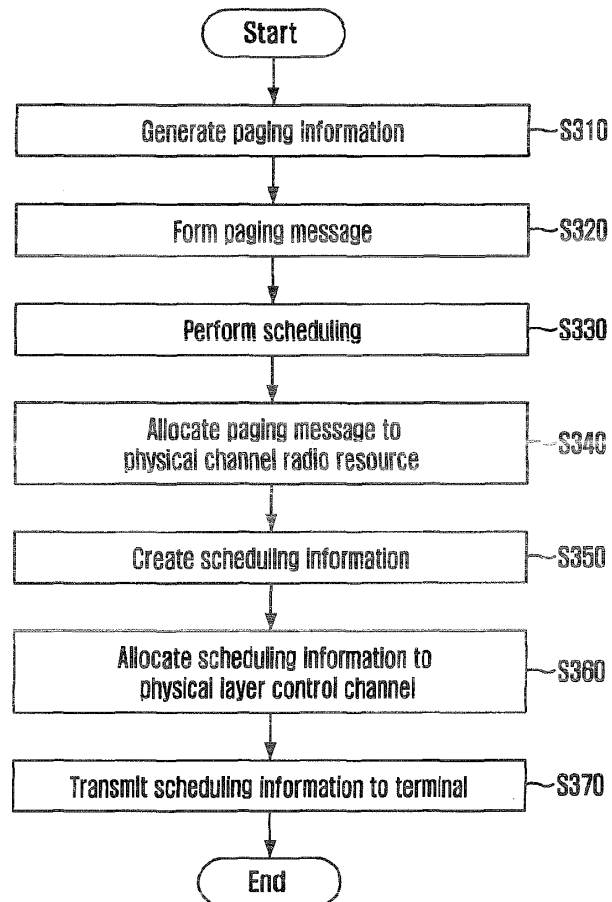 Start
Generate paging information
S310
Form paging message
S320
Perform scheduling
S330
Allocate paging message to
physical channel radio resource
S340
Create scheduling information
S350
Allocate scheduling information to
physical layer control channel
S360
Transmit scheduling information to terminal
S370
End